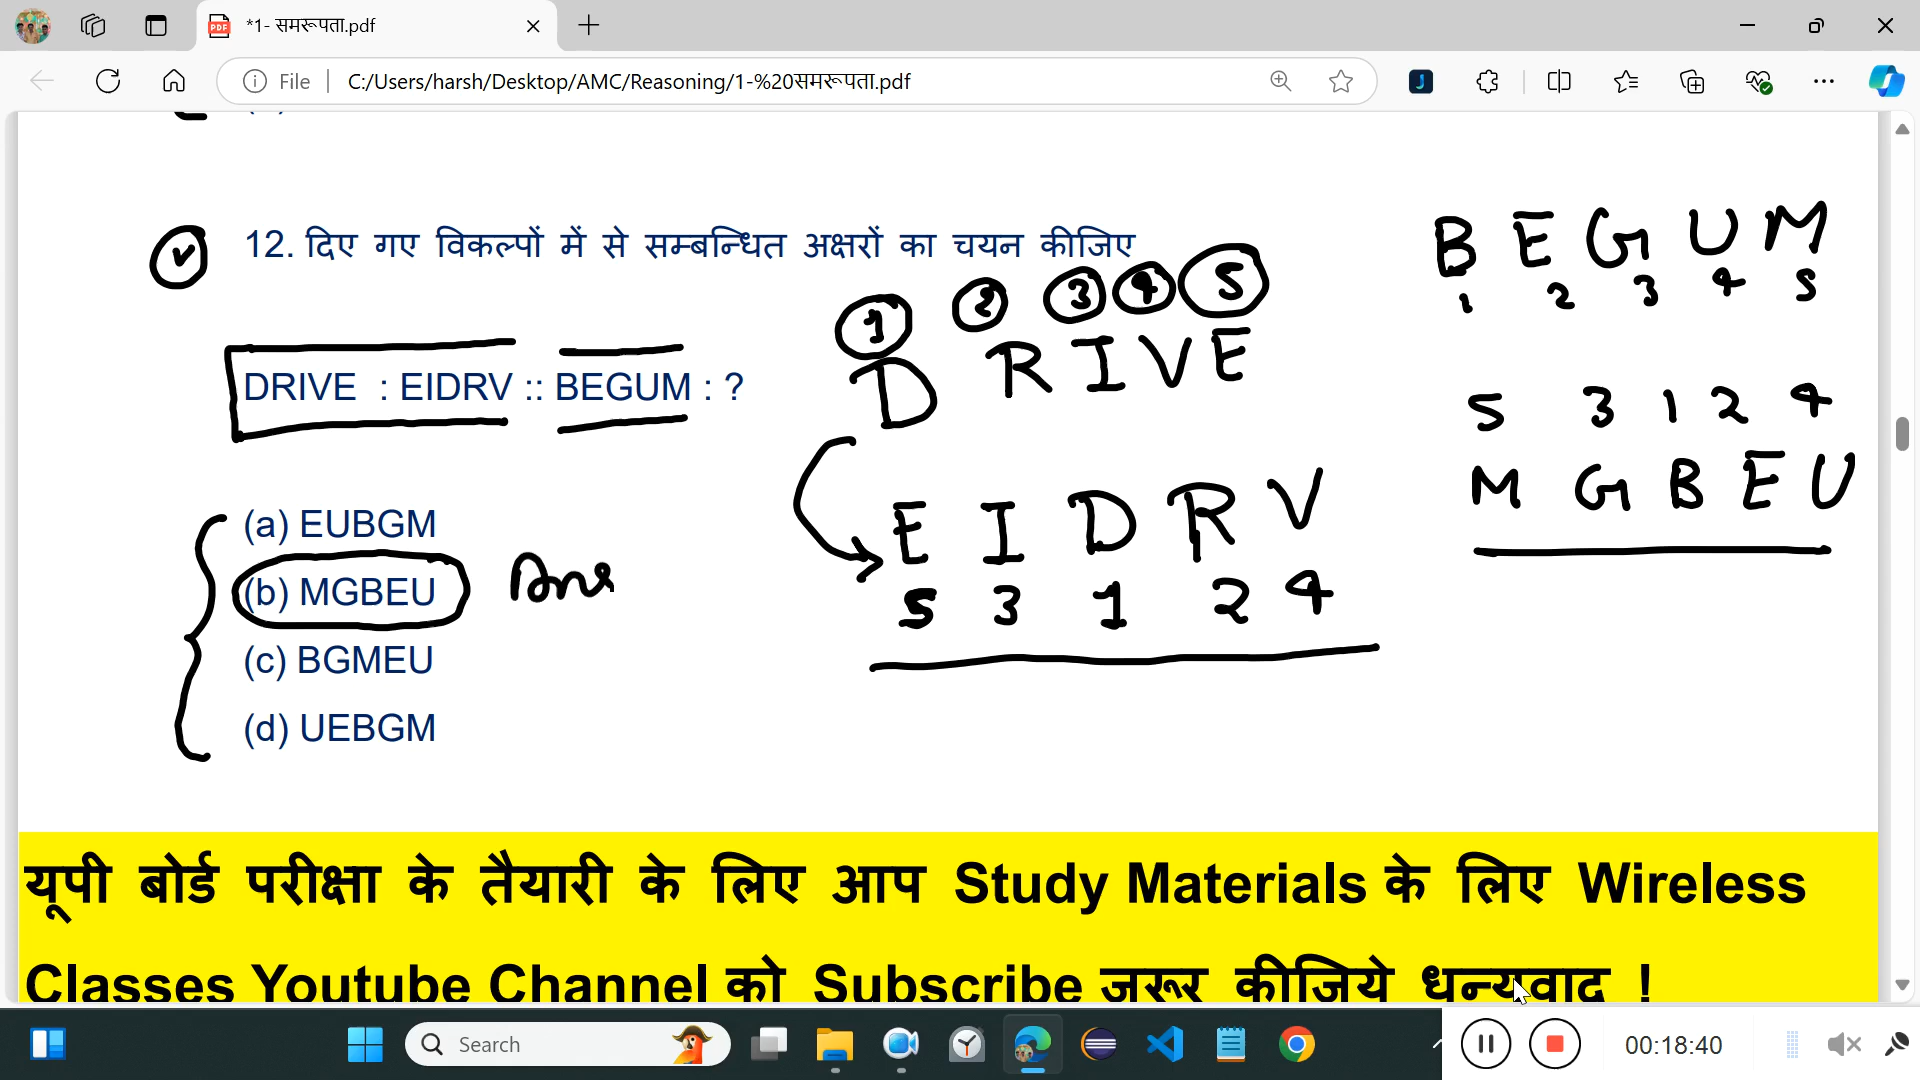 *1- समरूपता.pdf
File C:/Users/harsh/Desktop/AMC/Reasoning/1-%20समरूपता.pdf
12. दिए गए विकल्पों में से सम्बन्धित अक्षरों का चयन कीजिए
B E G U M
1 2 3 4 5
1 2 3 4 5
D R I V E
DRIVE : EIDRV :: BEGUM : ?
5 3 1 2 4
M G B E U
E I D R V
5 3 1 2 4
(a) EUBGM
(b) MGBEU Ans
(c) BGMEU
(d) UEBGM
यूपी बोर्ड परीक्षा के तैयारी के लिए आप Study Materials के लिए Wireless
Classes Youtube Channel को Subscribe जरूर कीजिये धन्यवाद !
Search
00:18:40